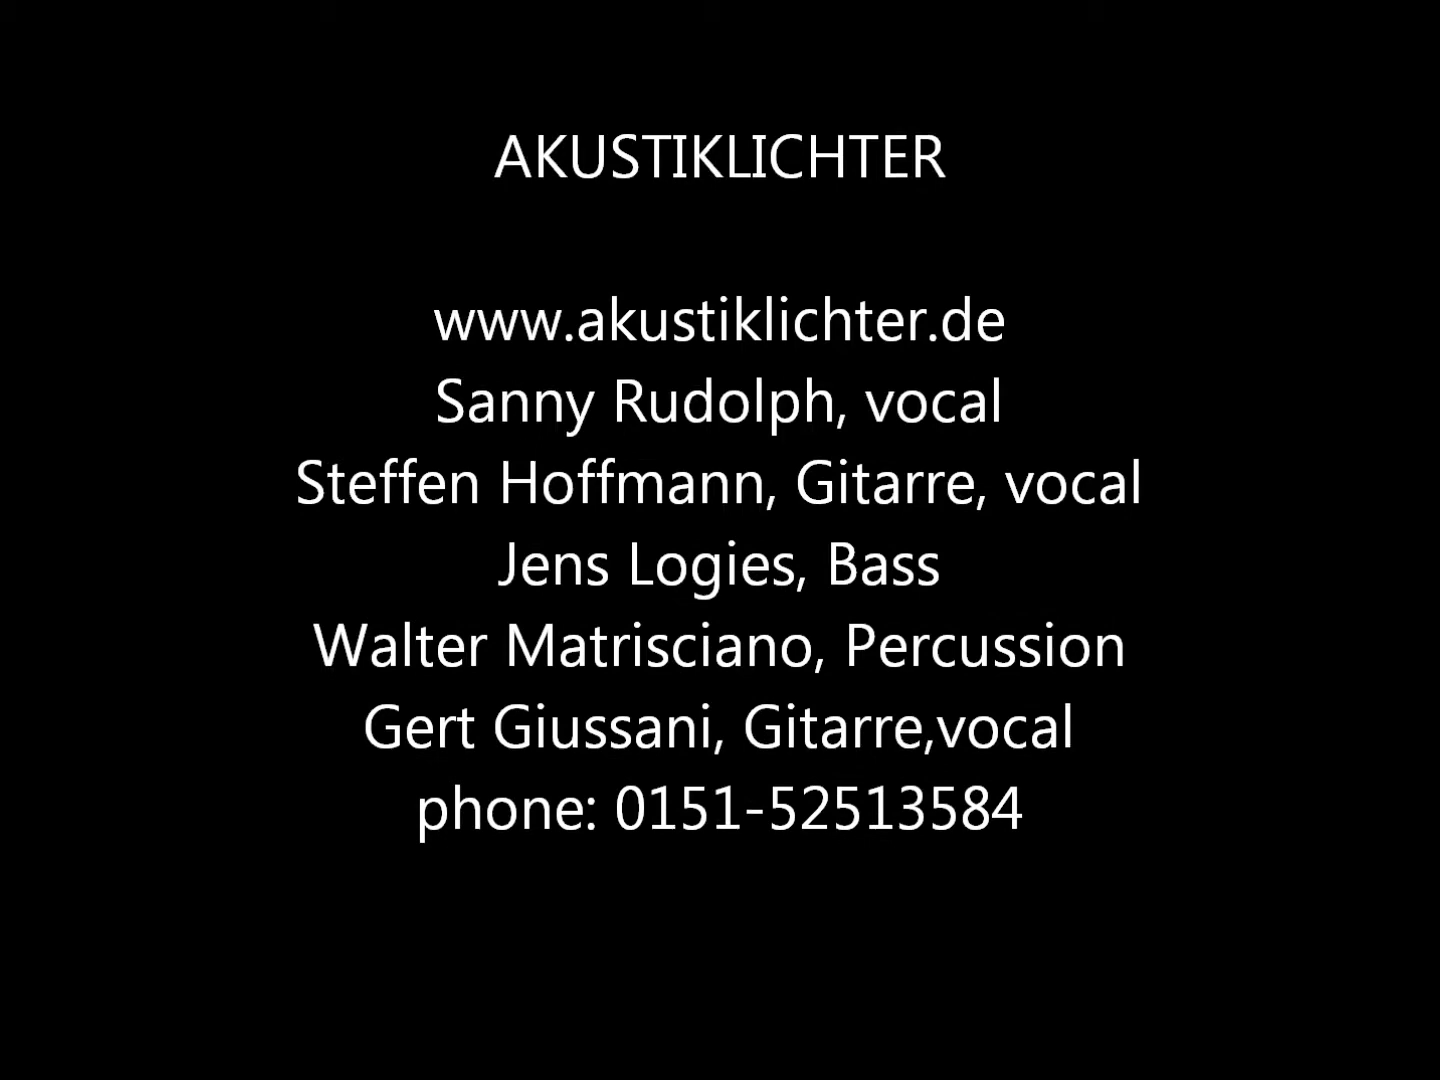 AKUSTIKLICHTER
www.akustiklichter.de
Sanny Rudolph, vocal
Steffen Hoffmann, Gitarre, vocal
Jens Logies, Bass
Walter Matrisciano, Percussion
Gert Giussani, Gitarre,vocal
phone: 0151-52513584